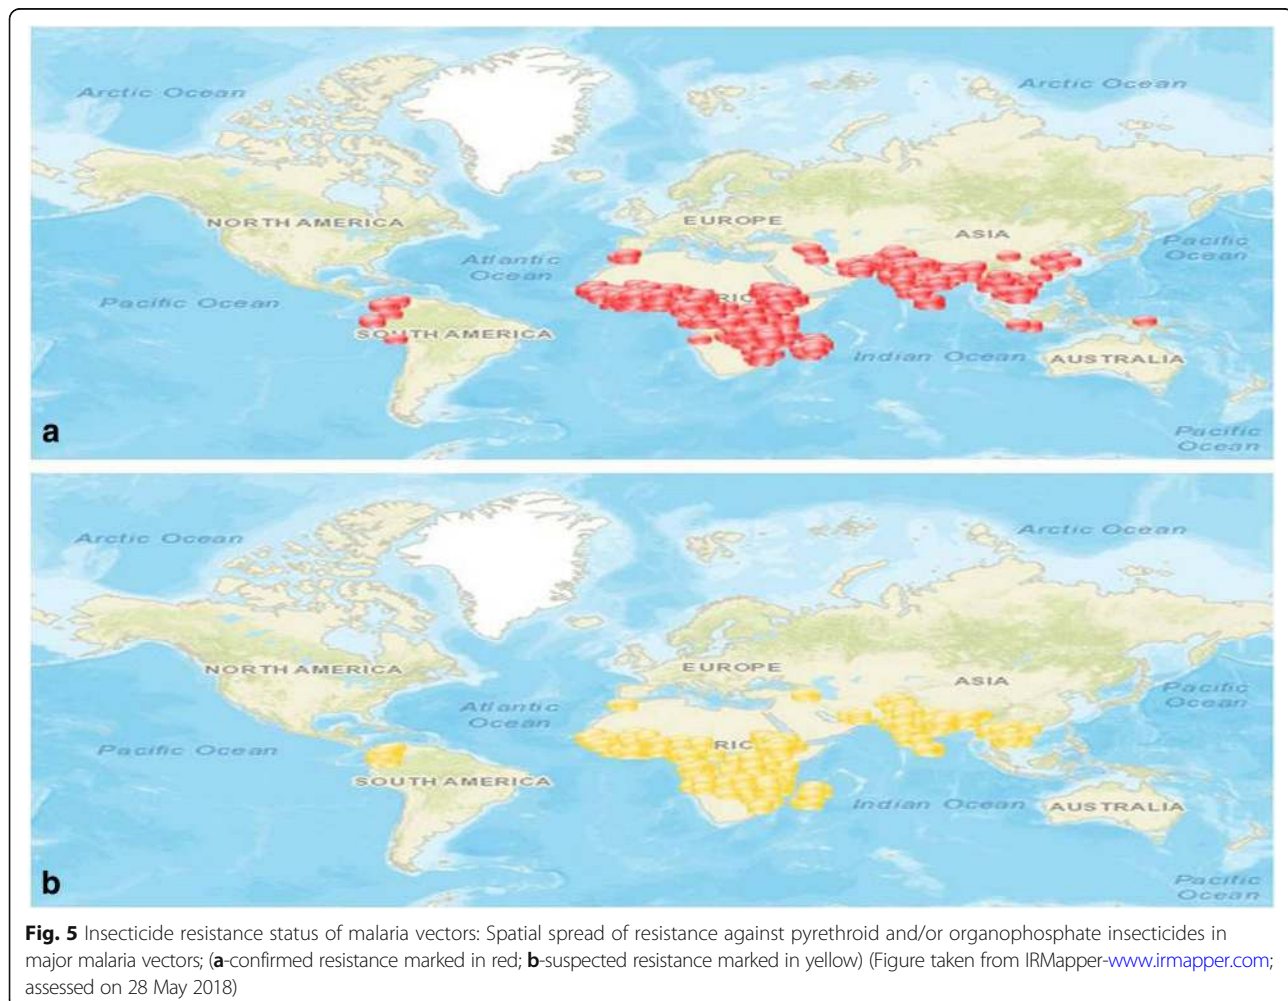 Arctic Ocean
Arctic Ocean
NORTH AMERICA
EUROPE
ASIA
Pacific
Ocean
Atlantic
Ocean
Pacific Ocean
RIC
SOUTH AMERICA
Indian Ocean
AUSTRALIA
Pacific
Ocean
a
Arctic Ocean
Arctic Ocean
NORTH AMERICA
EUROPE
ASIA
Pacific
Ocean
Atlantic
Ocean
Pacific Ocean
RIC
SOUTH AMERICA
Indian Ocean
AUSTRALIA
Pacific
Ocean
b
Fig. 5 Insecticide resistance status of malaria vectors: Spatial spread of resistance against pyrethroid and/or organophosphate insecticides in
major malaria vectors; (a-confirmed resistance marked in red; b-suspected resistance marked in yellow) (Figure taken from IRMapper-www.irmapper.com;
assessed on 28 May 2018)